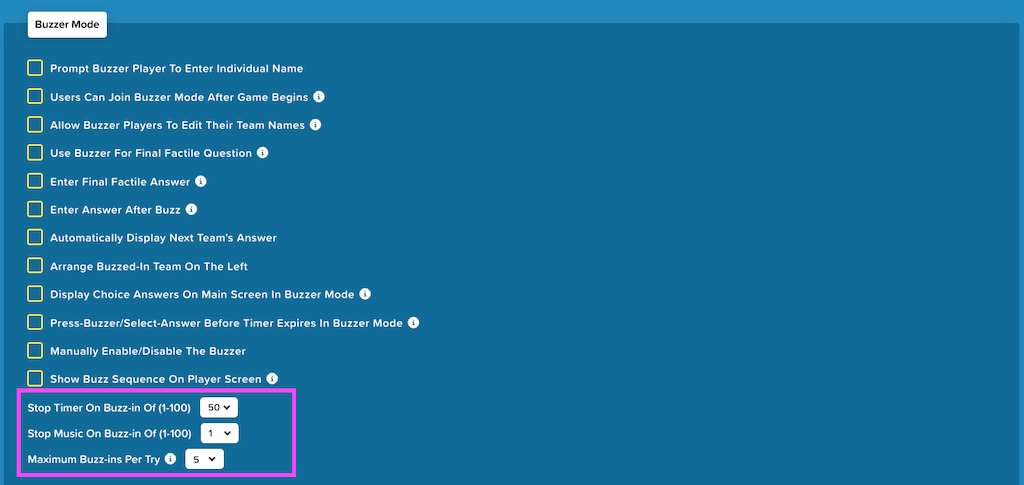 Buzzer Mode
Prompt Buzzer Player To Enter Individual Name
Users Can Join Buzzer Mode After Game Begins
Allow Buzzer Players To Edit Their Team Names
Use Buzzer For Final Factile Question
Enter Final Factile Answer
Enter Answer After Buzz
Automatically Display Next Team's Answer
Arrange Buzzed-In Team On The Left
Display Choice Answers On Main Screen In Buzzer Mode
Press-Buzzer/Select-Answer Before Timer Expires In Buzzer Mode
Manually Enable/Disable The Buzzer
Show Buzz Sequence On Player Screen
Stop Timer On Buzz-in Of (1-100) 50
Stop Music On Buzz-in Of (1-100) 1
Maximum Buzz-ins Per Try 5